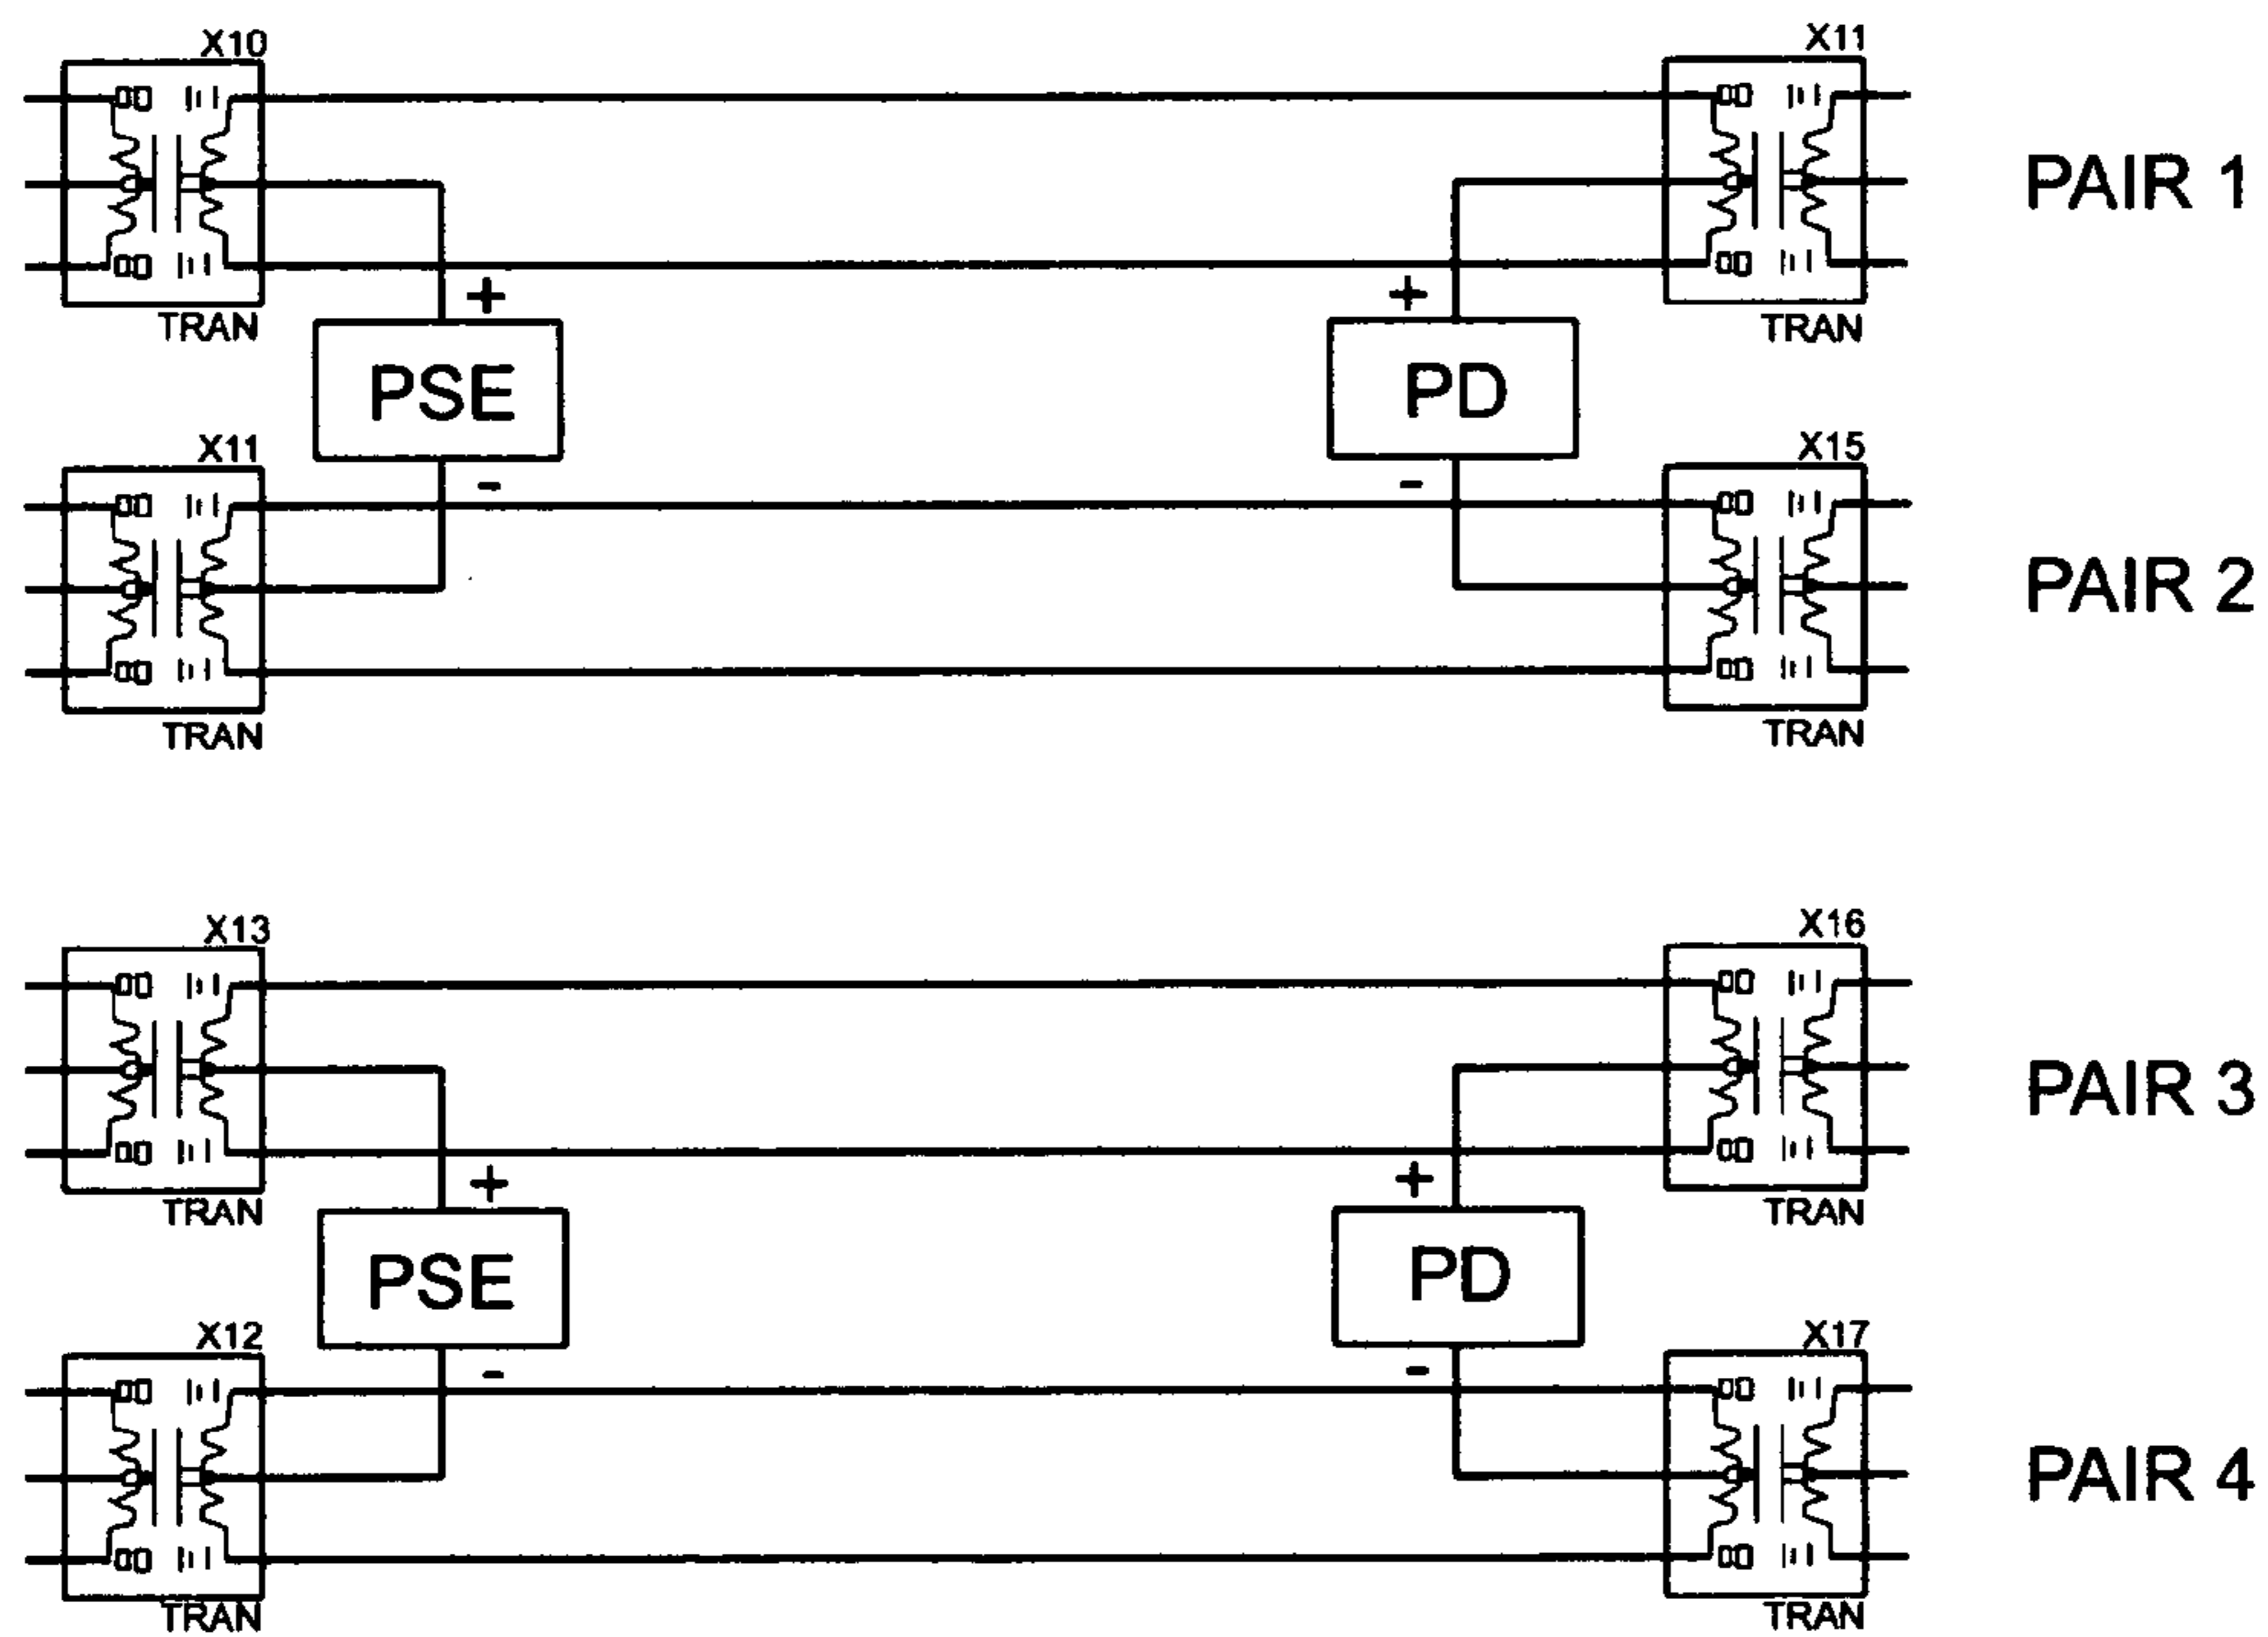 X10
X11
PAIR 1
TRAN
TRAN
+
+
PSE
PD
-
-
X11
X15
PAIR 2
TRAN
TRAN
X13
X16
PAIR 3
TRAN
TRAN
+
+
PSE
PD
-
-
X12
X17
PAIR 4
TRAN
TRAN